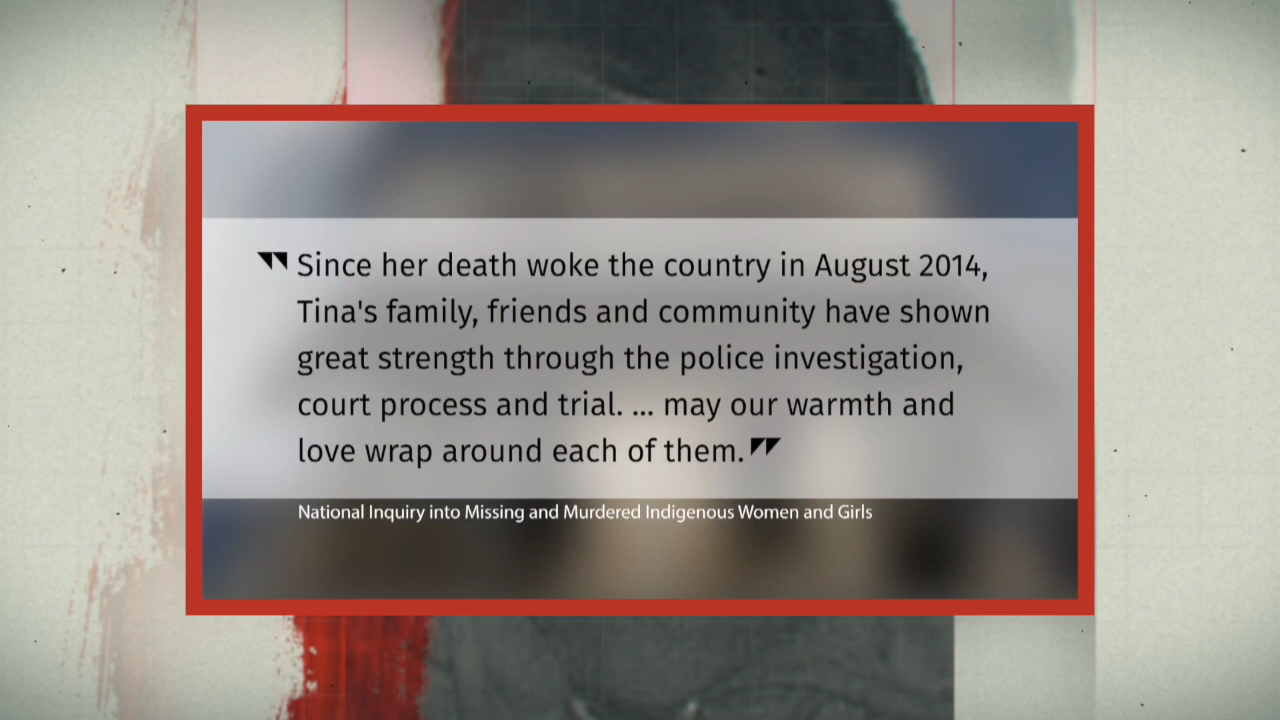 "Since her death woke the country in August 2014,
Tina's family, friends and community have shown
great strength through the police investigation,
court process and trial. ... may our warmth and
love wrap around each of them."
National Inquiry into Missing and Murdered Indigenous Women and Girls